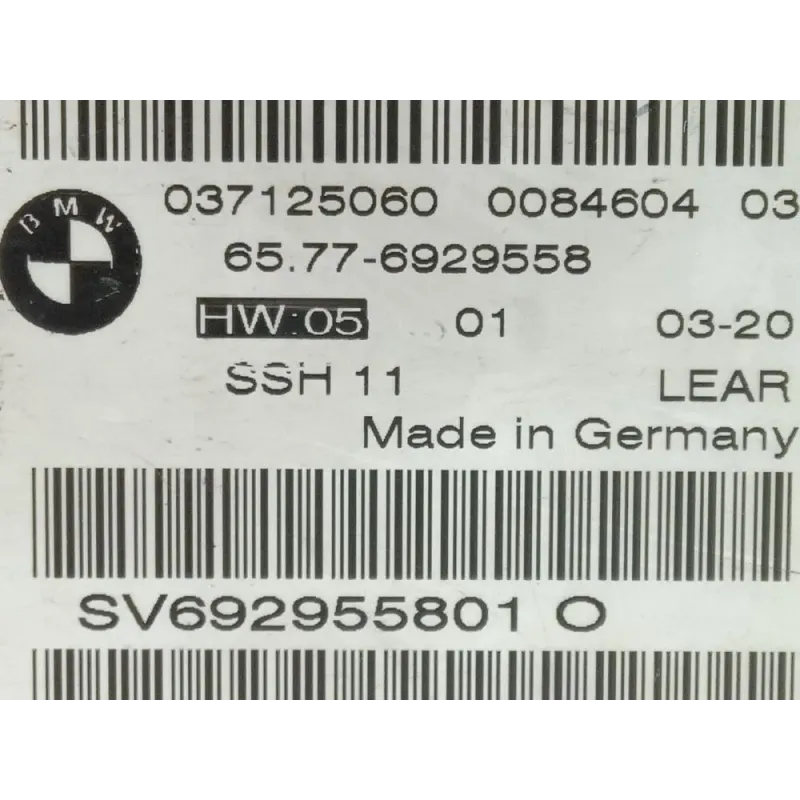 BMW
037125060 0084604 03
65.77-6929558
HW:05 01 03-20
SSH 11 LEAR
Made in Germany
SV692955801 O